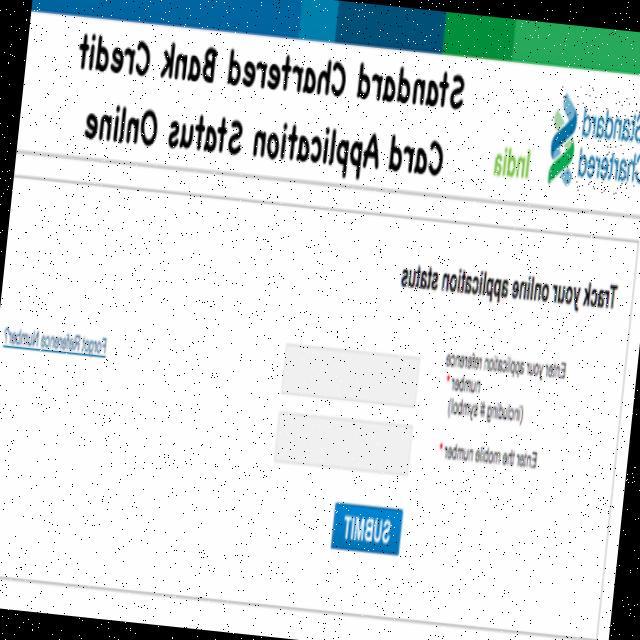 Standard
Chartered
India
Standard Chartered Bank Credit
Card Application Status Online
Track your online application status
Enter your application reference
number*
(including # symbol)
Forget Reference Number?
Enter the mobile number*
SUBMIT